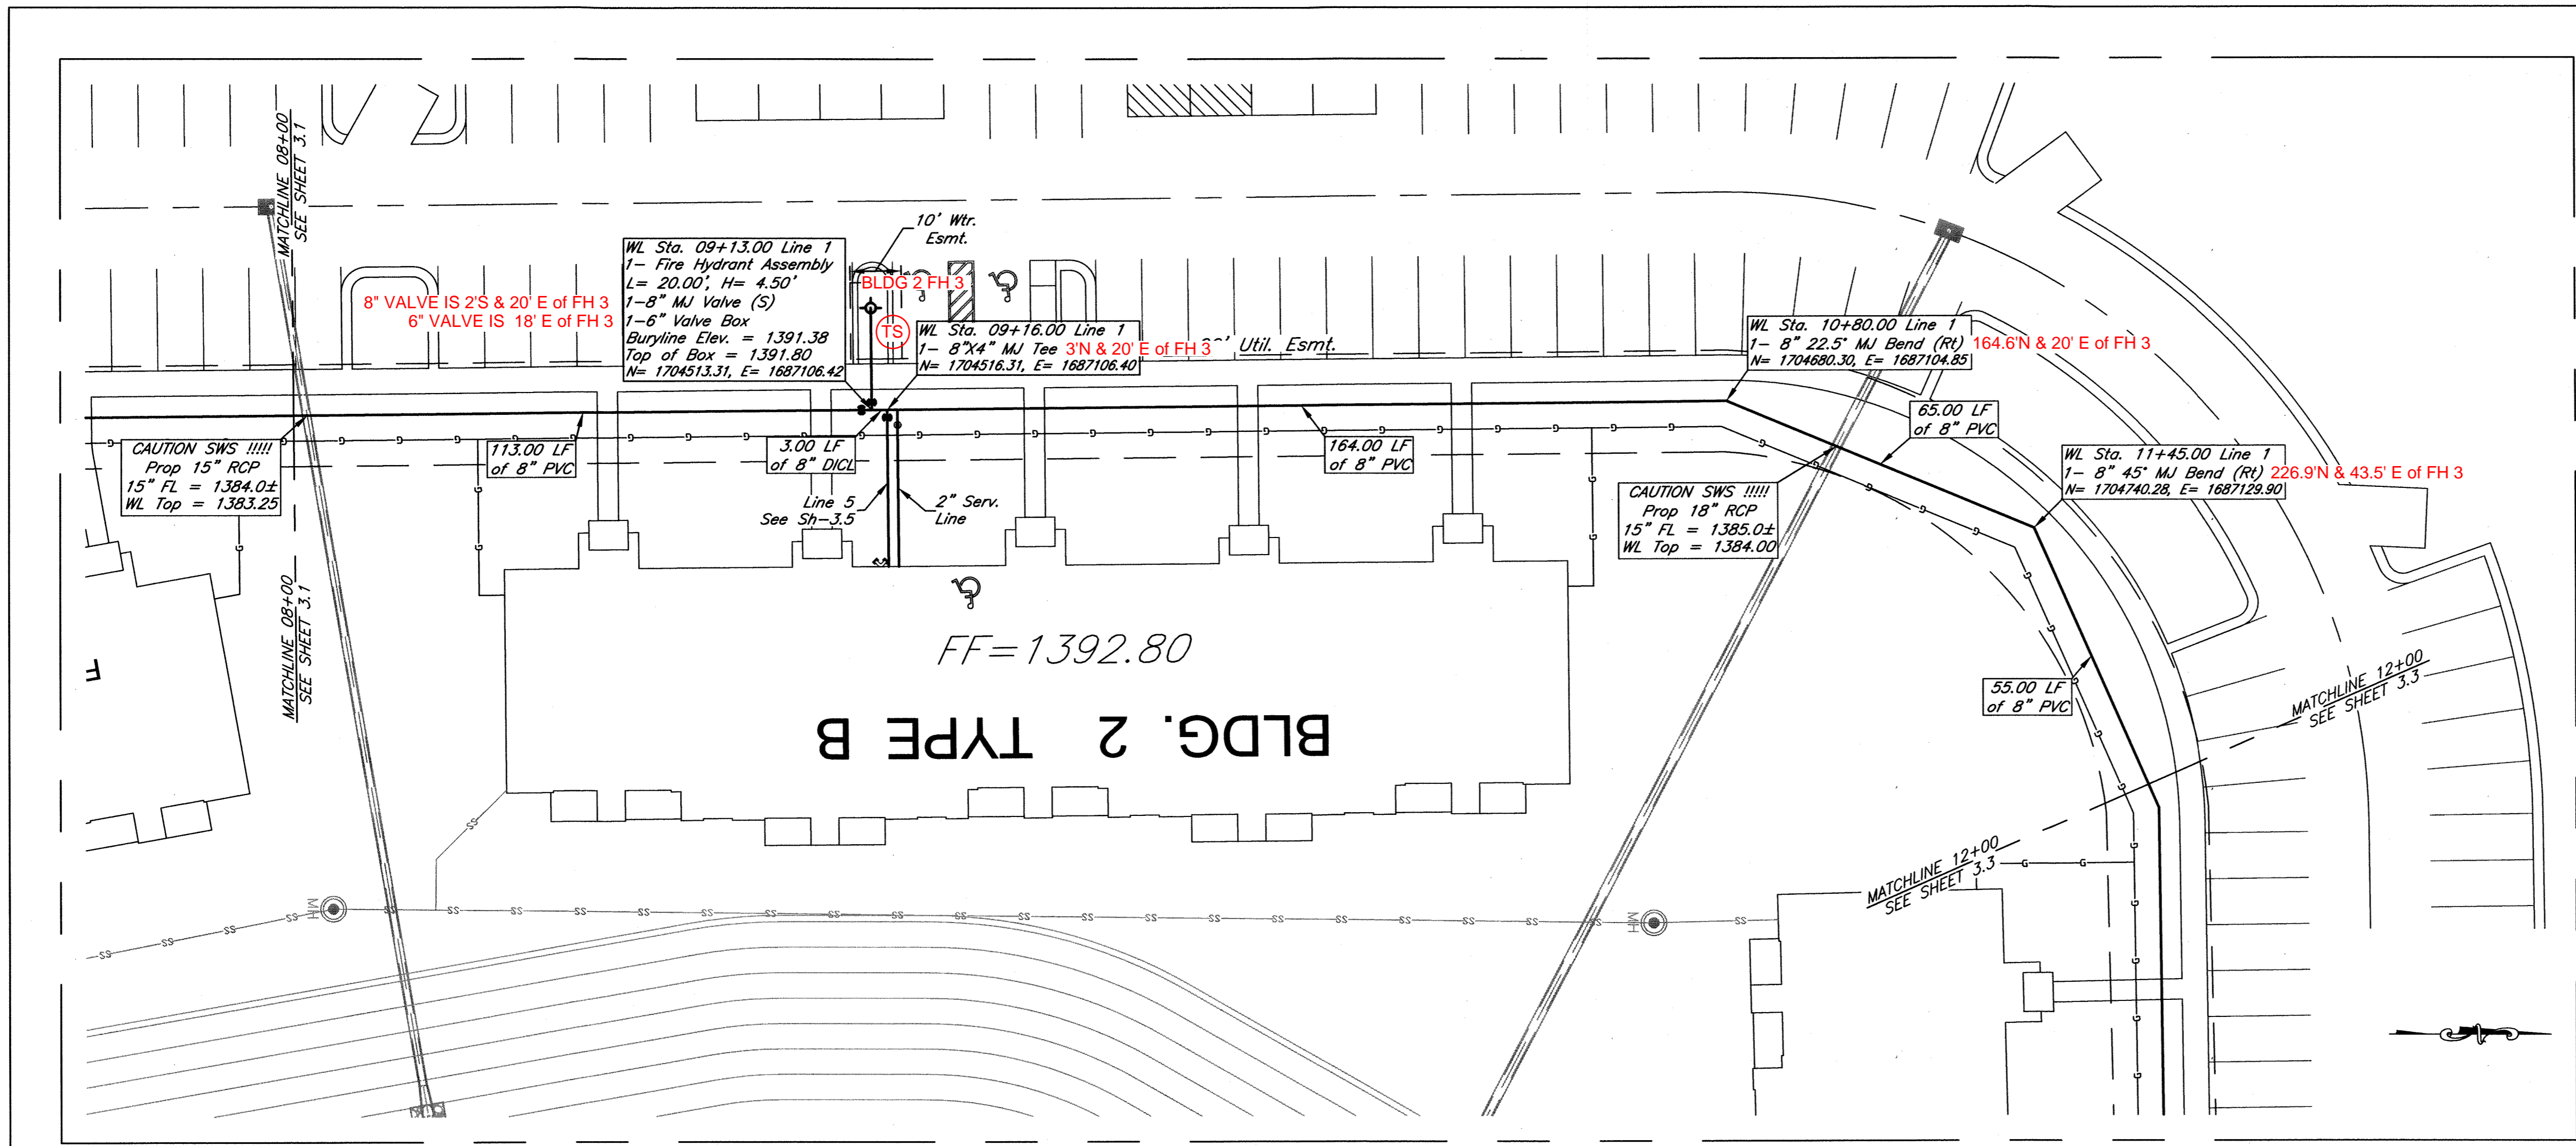 MATCHLINE 08+00
SEE SHEET 3.1
10' Wtr.
Esmt.
WL Sta. 09+13.00 Line 1
1- Fire Hydrant Assembly
L= 20.00', H= 4.50'
1-8" MJ Valve (S)
1-6" Valve Box
Buryline Elev. = 1391.38
Top of Box = 1391.80
N= 1704513.31, E= 1687106.42
8" VALVE IS 2'S & 20' E of FH 3
6" VALVE IS 18' E of FH 3
BLDG 2 FH 3
TS
WL Sta. 09+16.00 Line 1
1- 8"X4" MJ Tee 3'N & 20' E of FH 3
N= 1704516.31, E= 1687106.40
Util. Esmt.
WL Sta. 10+80.00 Line 1
1- 8" 22.5° MJ Bend (Rt) 164.6'N & 20' E of FH 3
N= 1704680.30, E= 1687104.85
65.00 LF
of 8" PVC
WL Sta. 11+45.00 Line 1
1- 8" 45° MJ Bend (Rt) 226.9'N & 43.5' E of FH 3
N= 1704740.28, E= 1687129.90
CAUTION SWS !!!!!
Prop 15" RCP
15" FL = 1384.0±
WL Top = 1383.25
113.00 LF
of 8" PVC
3.00 LF
of 8" DICL
164.00 LF
of 8" PVC
Line 5
See Sh-3.5
2" Serv.
Line
CAUTION SWS !!!!!
Prop 18" RCP
15" FL = 1385.0±
WL Top = 1384.00
MATCHLINE 08+00
SEE SHEET 3.1
F
FF=1392.80
BLDG. 2 TYPE B
55.00 LF
of 8" PVC
MATCHLINE 12+00
SEE SHEET 3.3
MATCHLINE 12+00
SEE SHEET 3.3
MH
MH